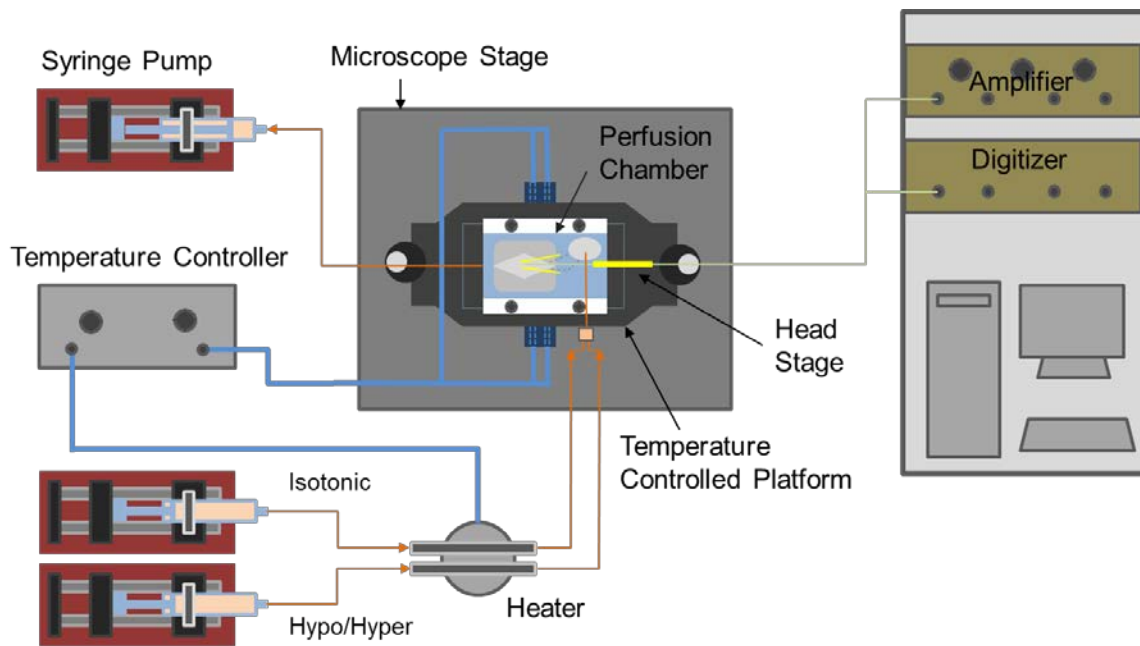 Syringe Pump
Microscope Stage
Amplifier
Perfusion
Chamber
Digitizer
Temperature Controller
Head
Stage
Temperature
Controlled Platform
Isotonic
Heater
Hypo/Hyper